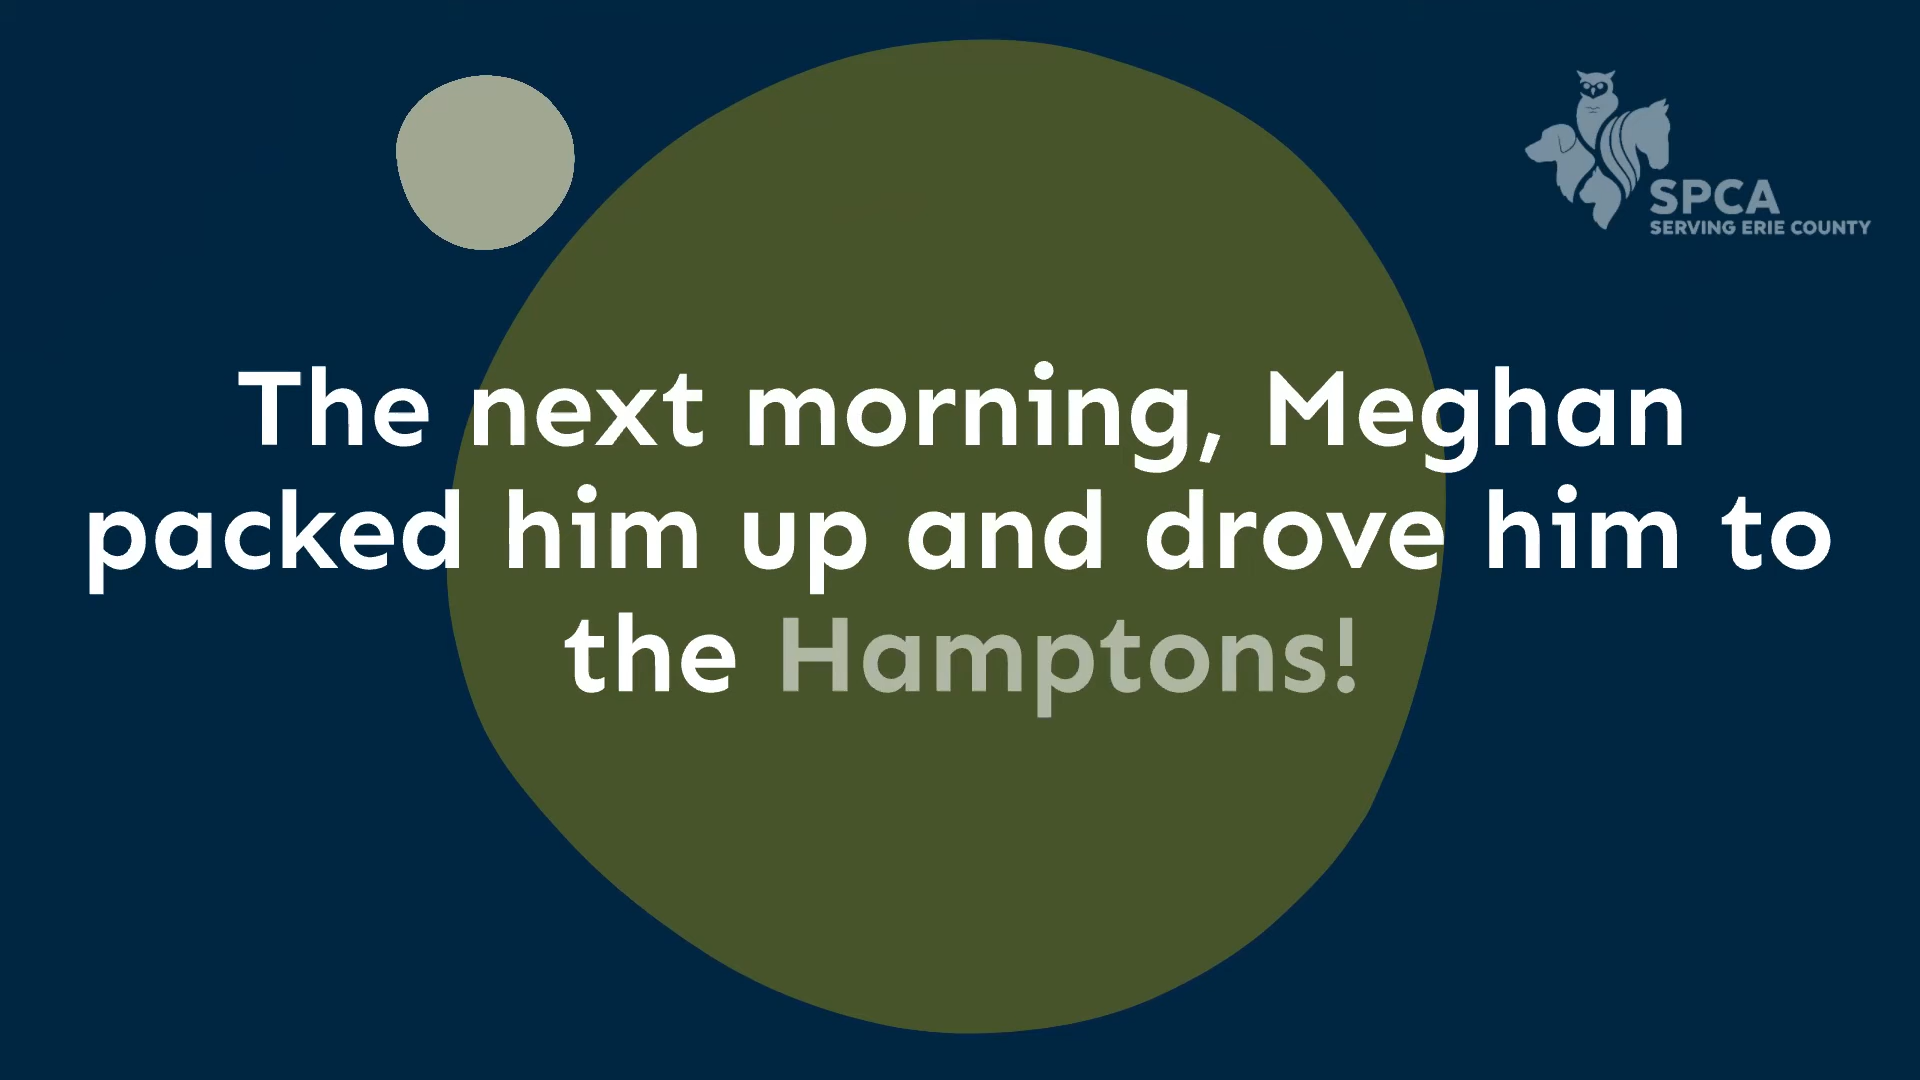 SPCA
SERVING ERIE COUNTY
The next morning, Meghan
packed him up and drove him to
the Hamptons!